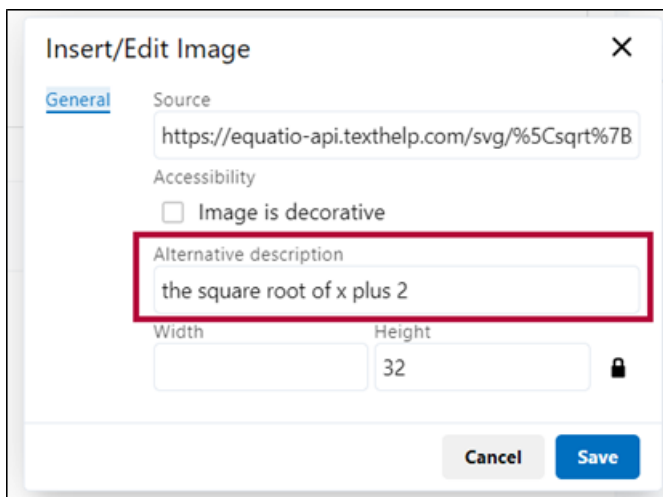 Insert/Edit Image
General
Source
https://equatio-api.texthelp.com/svg/%5Csqrt%7B
Accessibility
Image is decorative
Alternative description
the square root of x plus 2
Width Height
32
Cancel Save